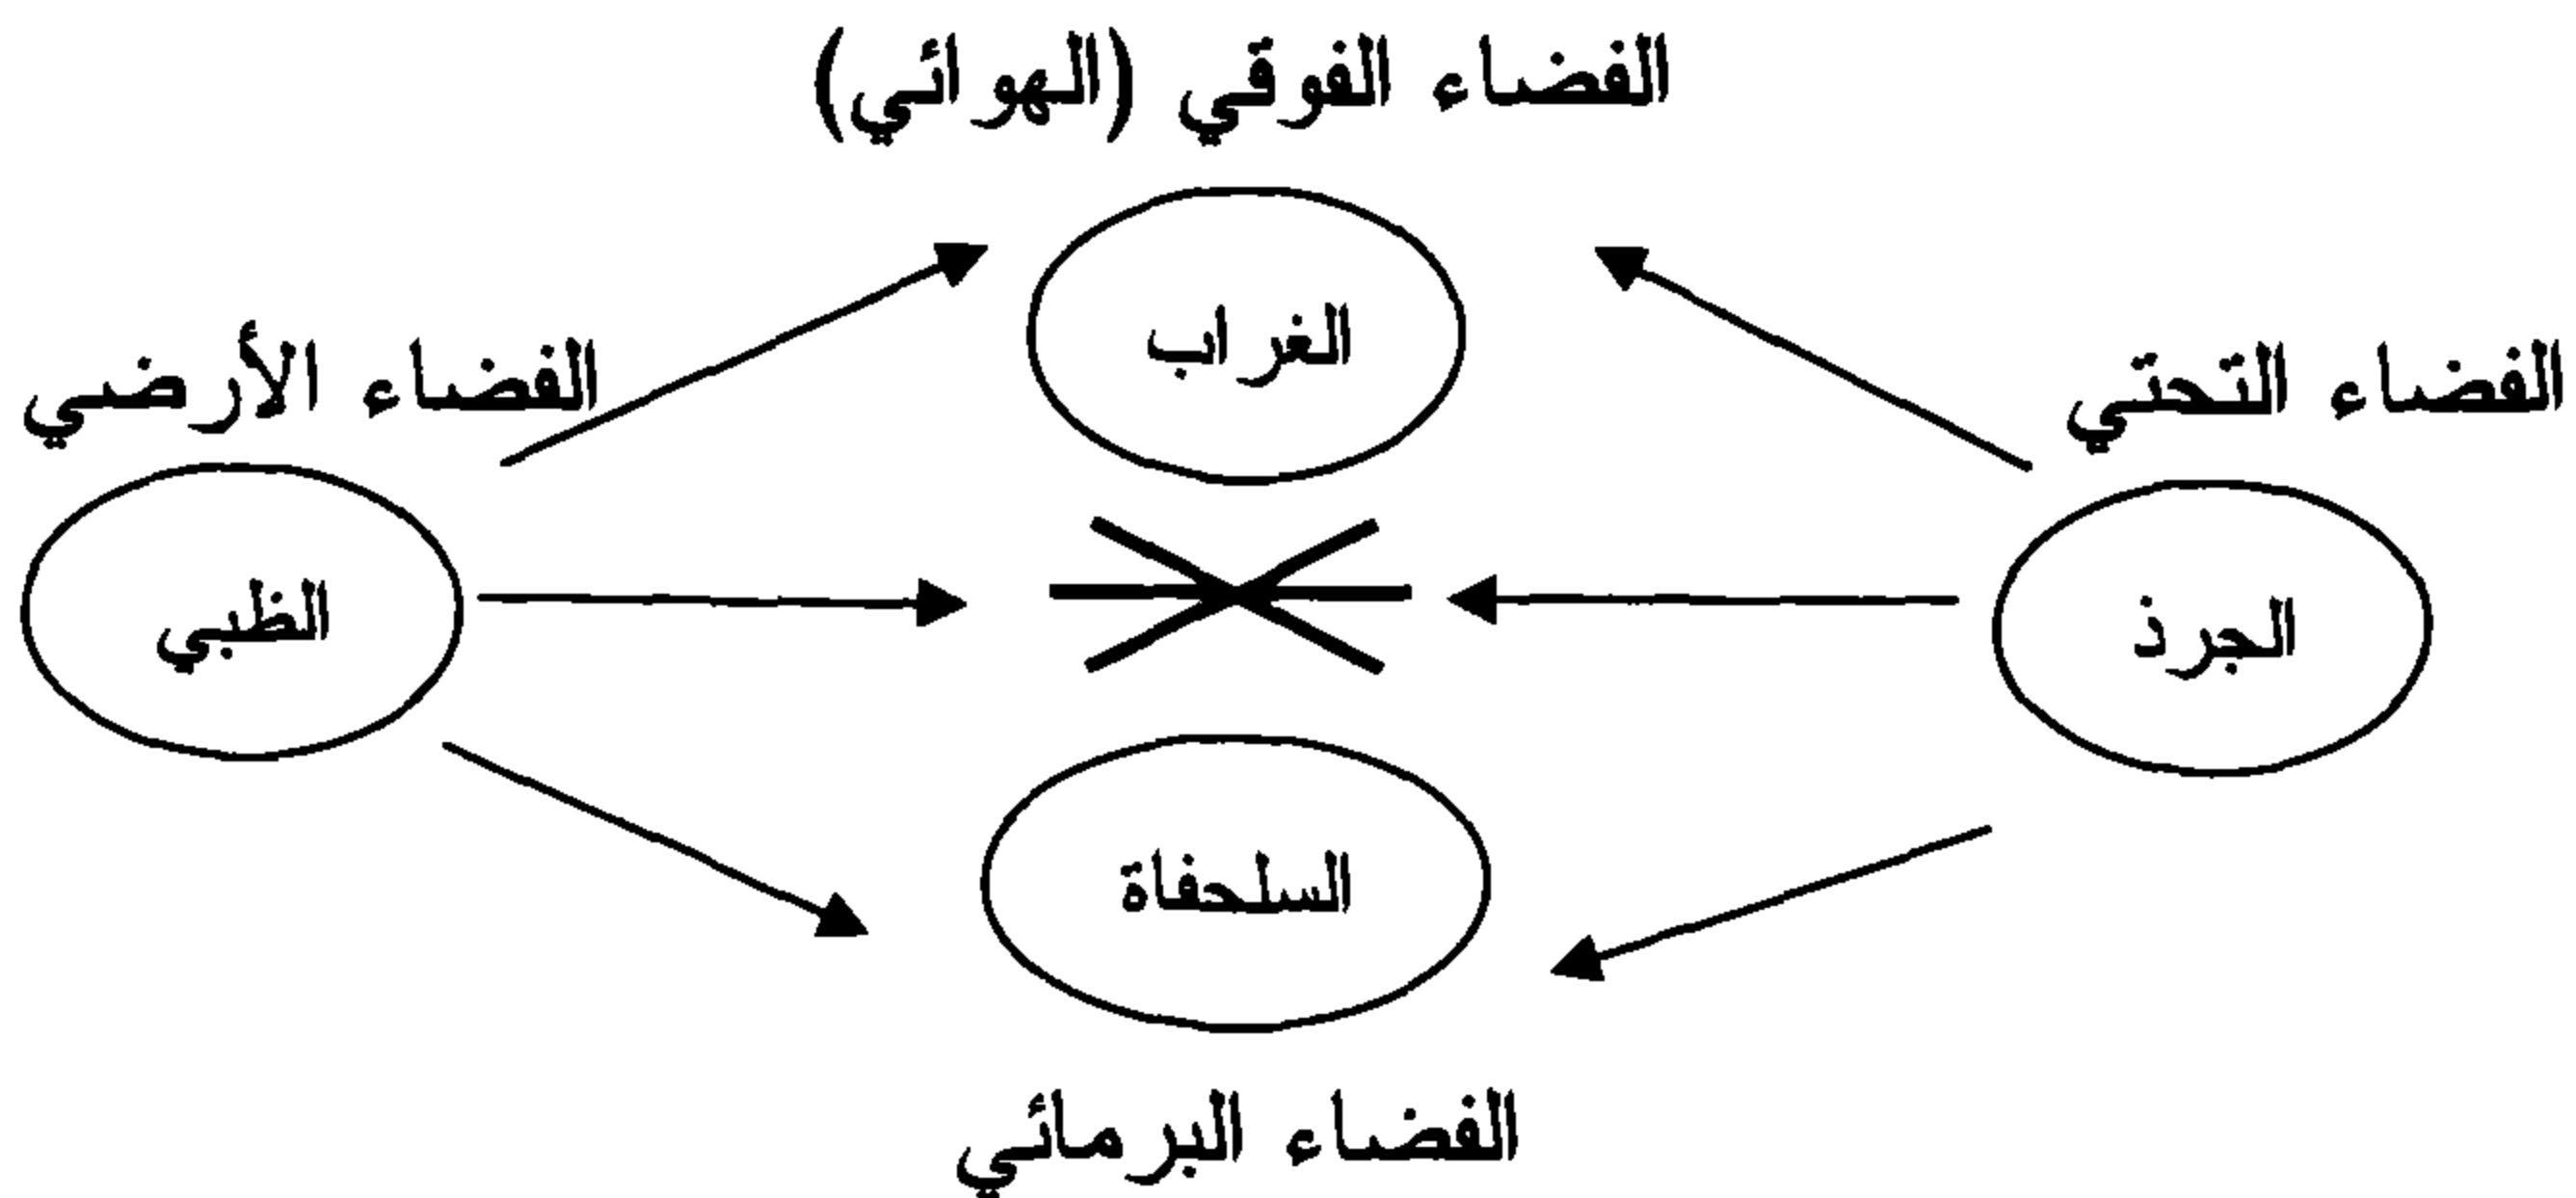 الفضاء الفوقي (الهوائي)
الغراب
الفضاء التحتي
الفضاء الأرضي
الجرذ
الظبي
السلحفاة
الفضاء البرمائي